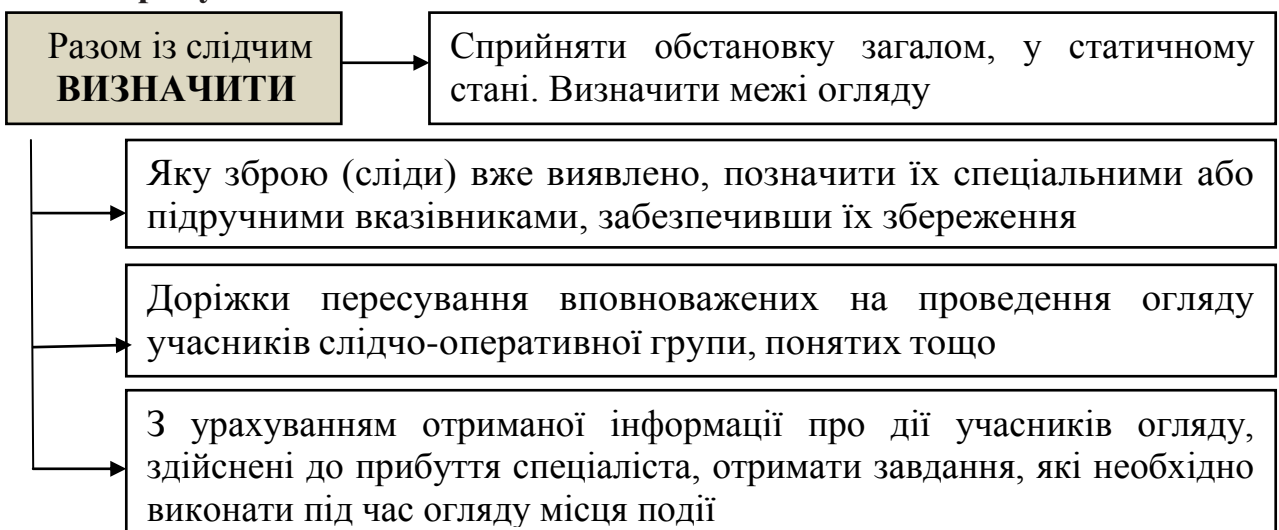 Разом із слідчим
ВИЗНАЧИТИ
Сприйняти обстановку загалом, у статичному
стані. Визначити межі огляду
Яку зброю (сліди) вже виявлено, позначити їх спеціальними або
підручними вказівниками, забезпечивши їх збереження
Доріжки пересування вповноважених на проведення огляду
учасників слідчо-оперативної групи, понятих тощо
З урахуванням отриманої інформації про дії учасників огляду,
здійснені до прибуття спеціаліста, отримати завдання, які необхідно
виконати під час огляду місця події